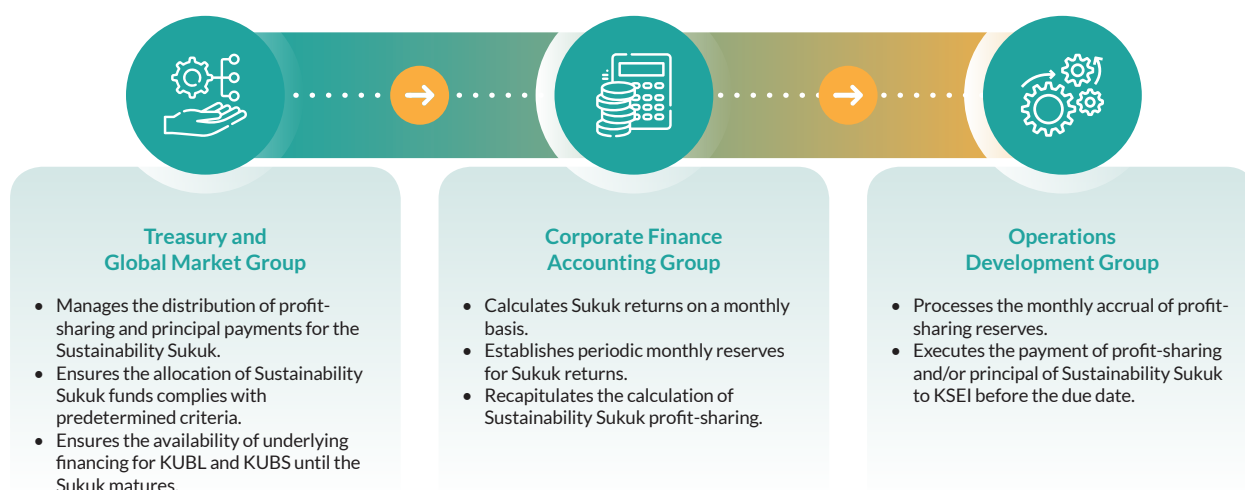 Treasury and
Global Market Group
• Manages the distribution of profit-
sharing and principal payments for the
Sustainability Sukuk.
• Ensures the allocation of Sustainability
Sukuk funds complies with
predetermined criteria.
• Ensures the availability of underlying
financing for KUBL and KUBS until the
Sukuk matures.
Corporate Finance
Accounting Group
• Calculates Sukuk returns on a monthly
basis.
• Establishes periodic monthly reserves
for Sukuk returns.
• Recapitulates the calculation of
Sustainability Sukuk profit-sharing.
Operations
Development Group
• Processes the monthly accrual of profit-
sharing reserves.
• Executes the payment of profit-sharing
and/or principal of Sustainability Sukuk
to KSEI before the due date.